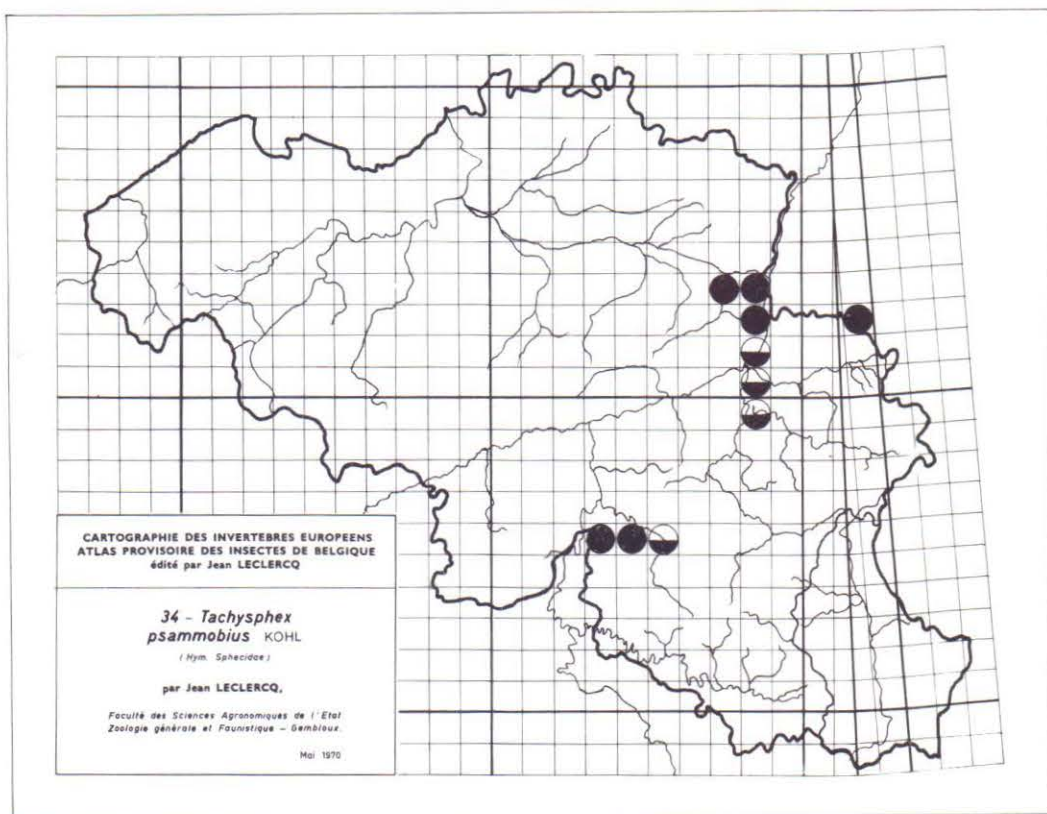 CARTOGRAPHIE DES INVERTEBRES EUROPEENS
ATLAS PROVISOIRE DES INSECTES DE BELGIQUE
édité par Jean LECLERCQ
34 – Tachysphex
psammobius KOHL
(Hym. Sphecidae)
par Jean LECLERCQ,
Faculté des Sciences Agronomiques de l'Etat
Zoologie générale et Faunistique – Gembloux.
Mai 1970